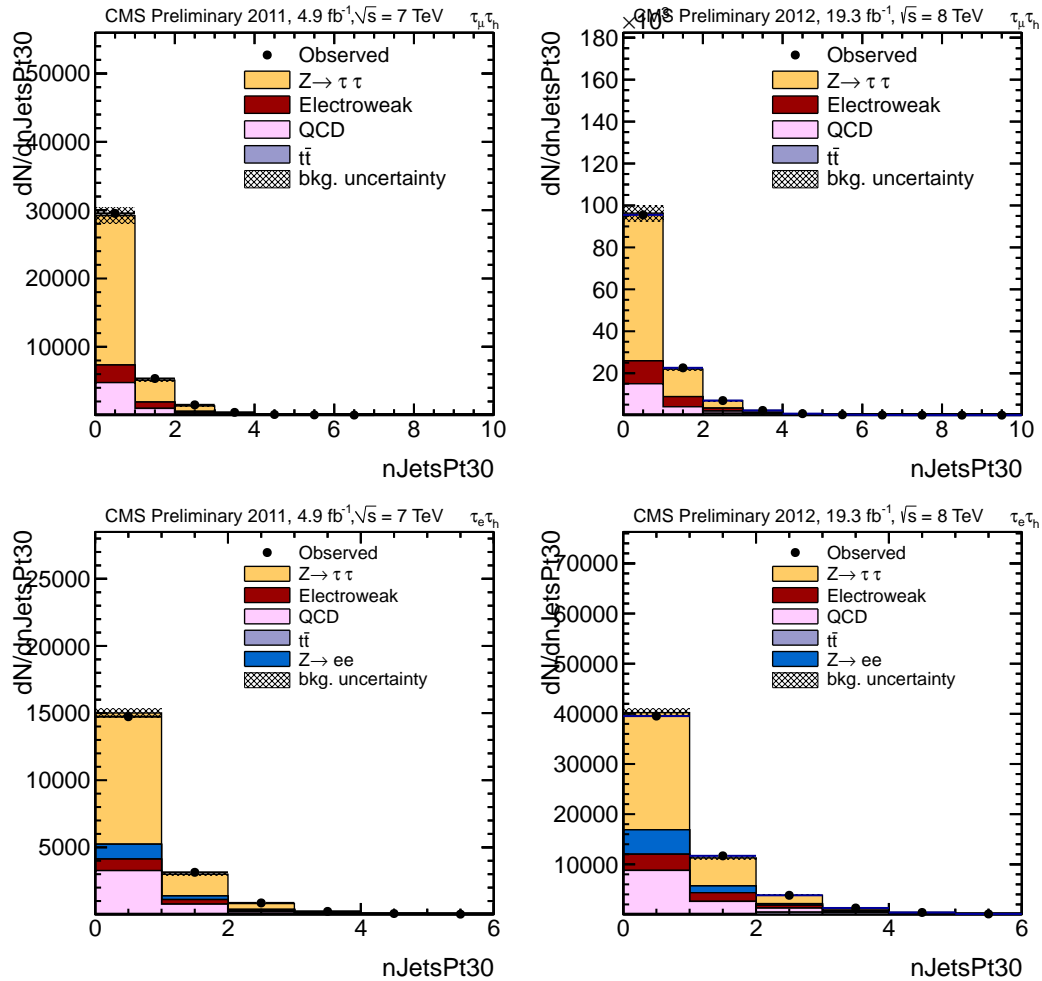 CMS Preliminary 2011, 4.9 fb⁻¹,√s = 7 TeV τμτh
dN/dnJetsPt30
50000
40000
30000
20000
10000
0 2 4 6 8 10
nJetsPt30
Observed
Z→ τ τ
Electroweak
QCD
tt̄
bkg. uncertainty
×10³
CMS Preliminary 2012, 19.3 fb⁻¹, √s = 8 TeV τμτh
dN/dnJetsPt30
180
160
140
120
100
80
60
40
20
0 2 4 6 8 10
nJetsPt30
Observed
Z→ τ τ
Electroweak
QCD
tt̄
bkg. uncertainty
CMS Preliminary 2011, 4.9 fb⁻¹,√s = 7 TeV τeτh
dN/dnJetsPt30
25000
20000
15000
10000
5000
0 2 4 6
nJetsPt30
Observed
Z→ τ τ
Electroweak
QCD
tt̄
Z→ ee
bkg. uncertainty
CMS Preliminary 2012, 19.3 fb⁻¹, √s = 8 TeV τeτh
dN/dnJetsPt30
70000
60000
50000
40000
30000
20000
10000
0 2 4 6
nJetsPt30
Observed
Z→ τ τ
Electroweak
QCD
tt̄
Z→ ee
bkg. uncertainty